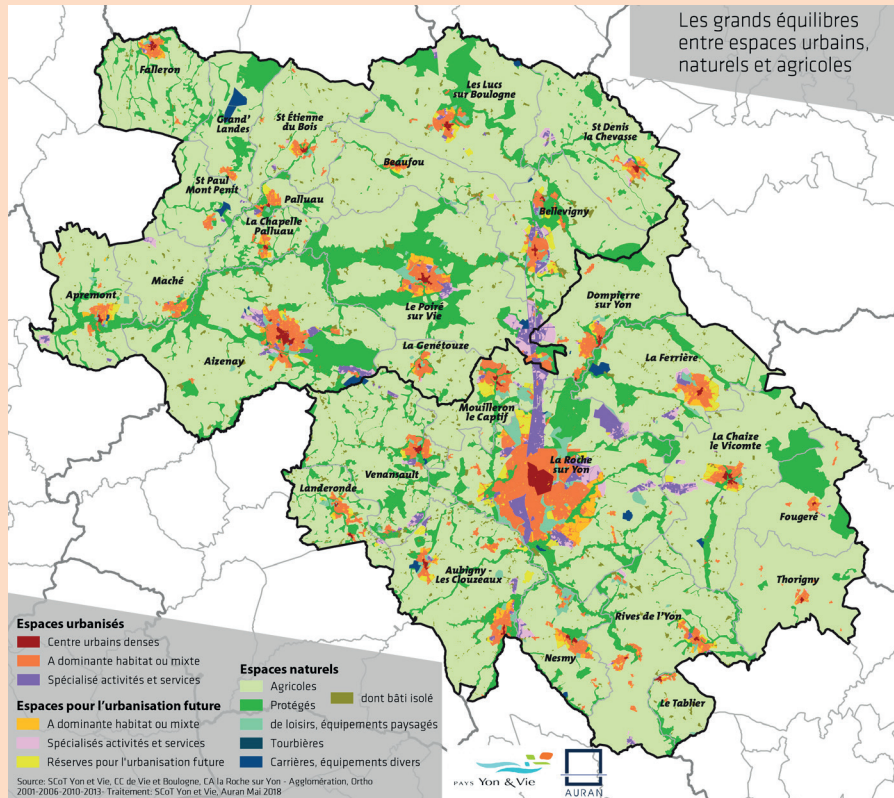 Les grands équilibres
entre espaces urbains,
naturels et agricoles
Falleron
Grand'
Landes
St Étienne
du Bois
Les Lucs
sur Boulogne
St Denis
la Chevasse
Beaufou
St Paul
Mont Penit
Palluau
La Chapelle
Palluau
Bellevigny
Apremont
Maché
Le Poiré
sur Vie
Dompierre
sur Yon
Aizenay
La Genétouze
La Ferrière
Mouilleron
le Captif
La Chaize
le Vicomte
La Roche
sur Yon
Venansault
Landeronde
Fougeré
Aubigny-
Les Clouzeaux
Thorigny
Rives de l'Yon
Nesmy
Le Tablier
Espaces urbanisés
Centre urbains denses
A dominante habitat ou mixte
Spécialisé activités et services
Espaces pour l'urbanisation future
A dominante habitat ou mixte
Spécialisés activités et services
Réserves pour l'urbanisation future
Espaces naturels
Agricoles
dont bâti isolé
Protégés
de loisirs, équipements paysagés
Tourbières
Carrières, équipements divers
Source: SCoT Yon et Vie, CC de Vie et Boulogne, CA la Roche sur Yon - Agglomération, Ortho
2001-2006-2010-2013- Traitement: SCoT Yon et Vie, Auran Mai 2018
PAYS Yon & Vie
AURAN